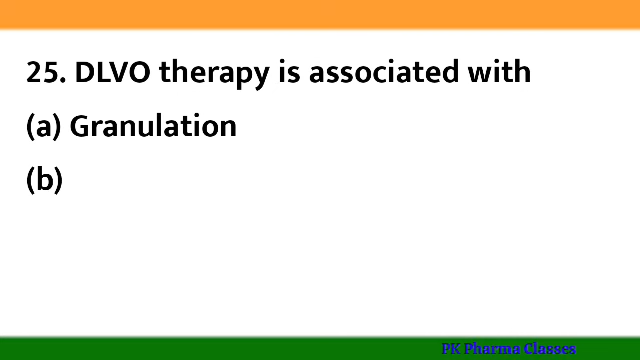 25. DLVO therapy is associated with
(a) Granulation
(b)
PK Pharma Classes